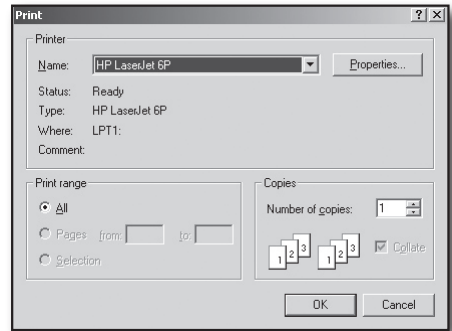 Print
Printer
Name: HP LaserJet 6P Properties...
Status: Ready
Type: HP LaserJet 6P
Where: LPT1:
Comment:
Print range
All
Pages from: to:
Selection
Copies
Number of copies: 1
1 2 3 1 2 3 Collate
OK Cancel